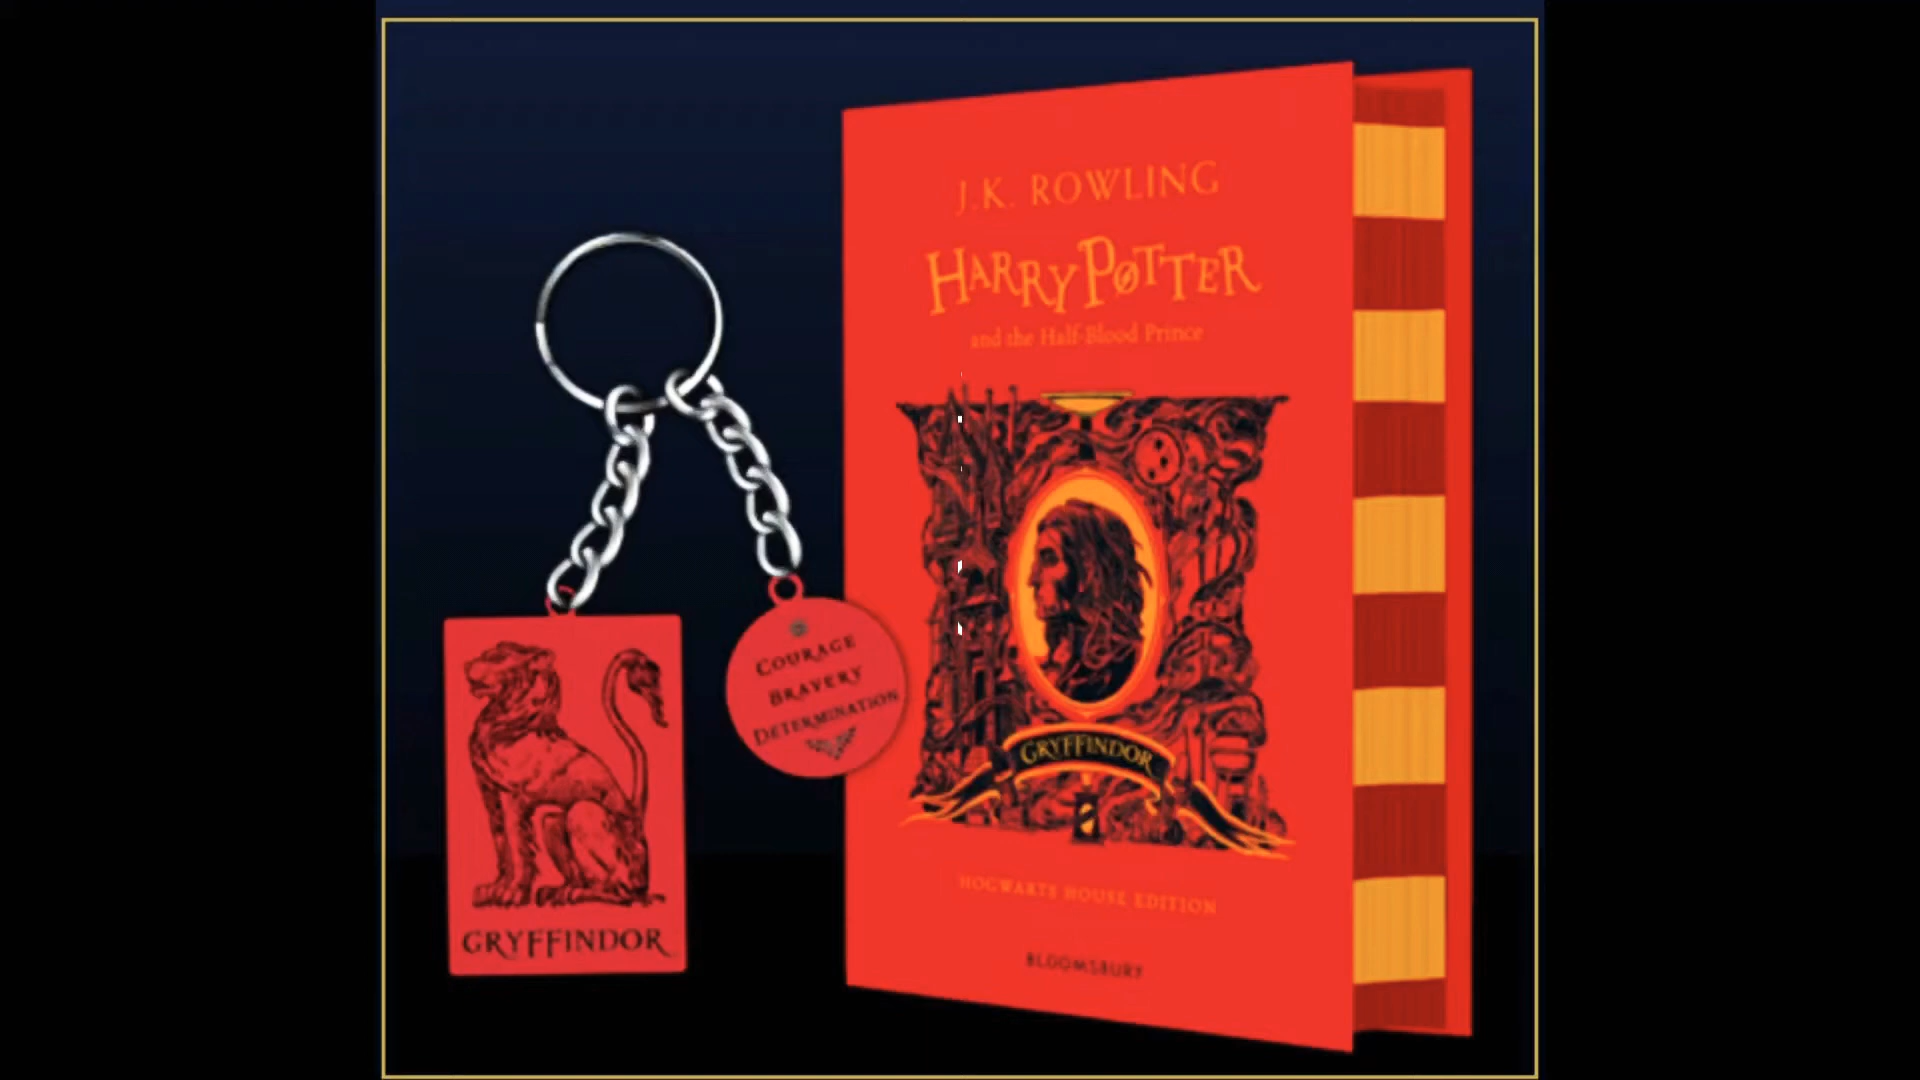 J.K. ROWLING
HARRY POTTER
and the Half-Blood Prince
GRYFFINDOR
HOGWARTS HOUSE EDITION
BLOOMSBURY
COURAGE
BRAVERY
DETERMINATION
GRYFFINDOR